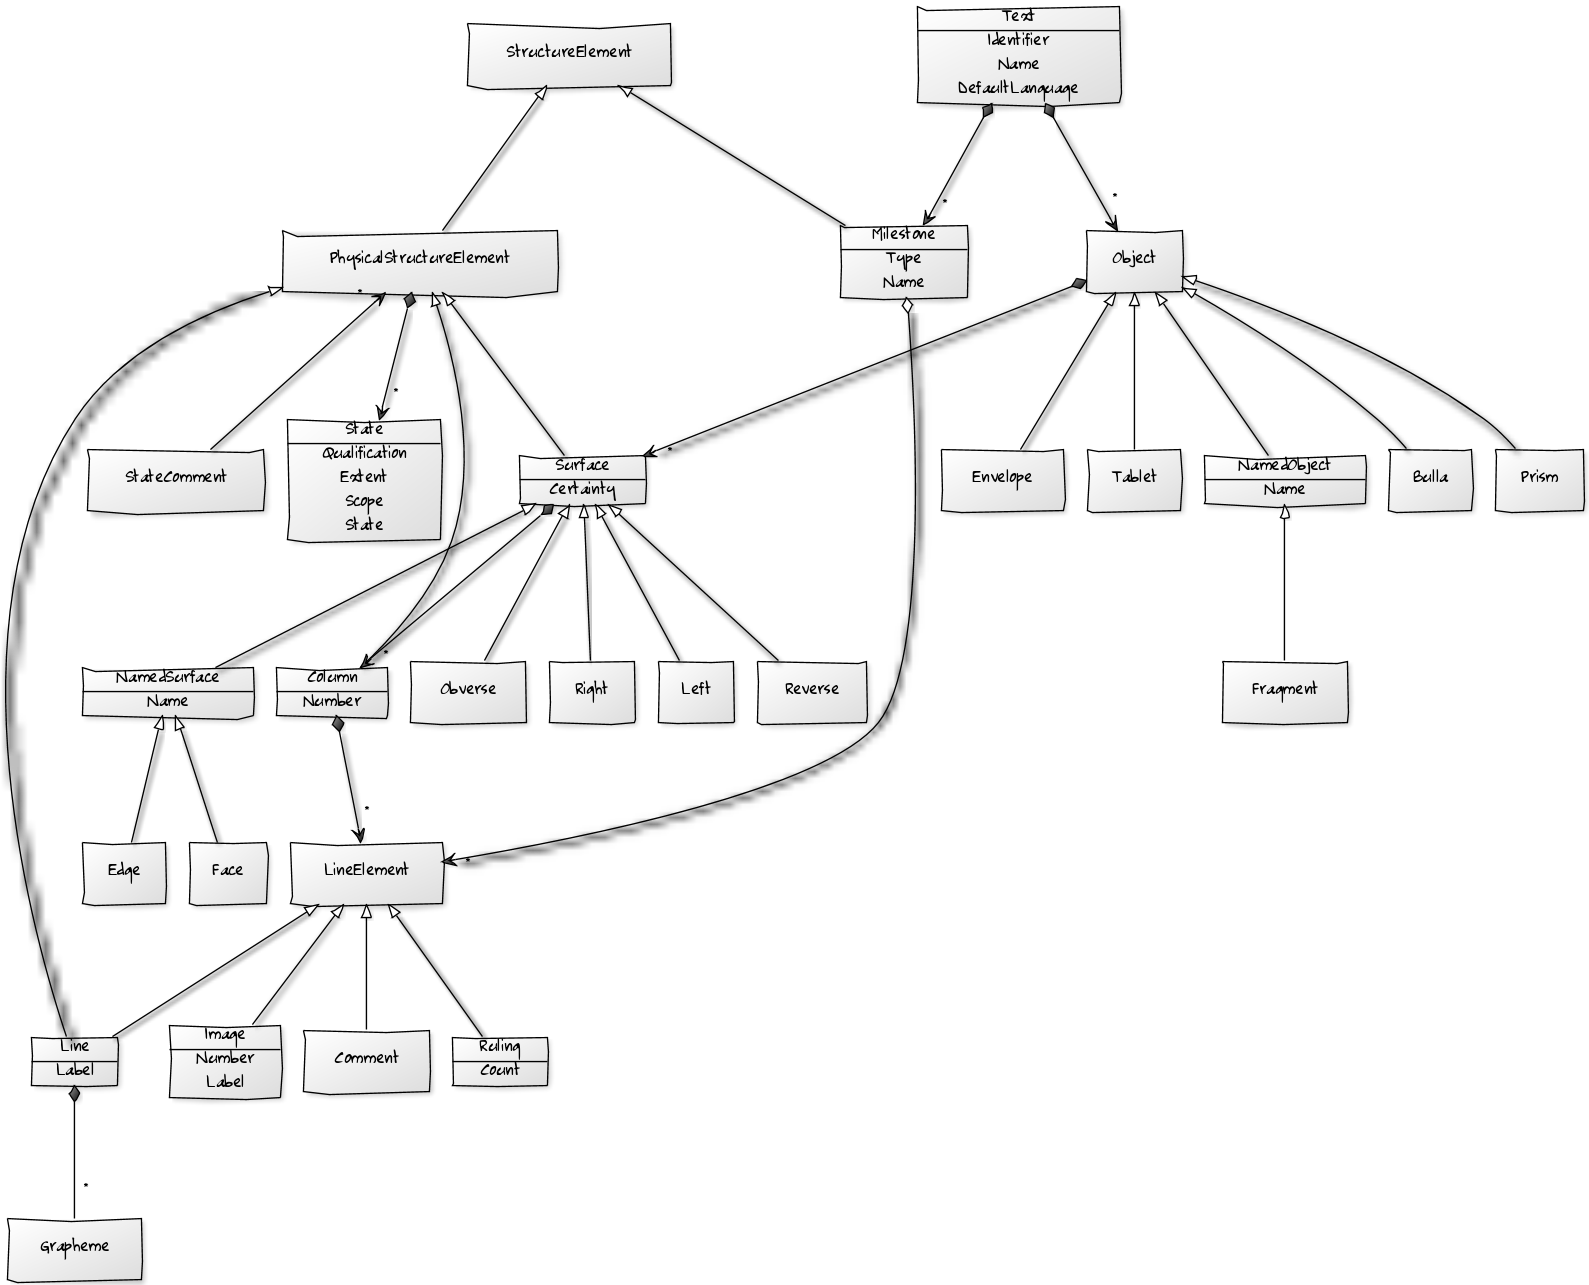 Text
Identifier
Name
DefaultLanguage
StructureElement
*
*
PhysicalStructureElement
*
Milestone
Type
Name
Object
*
*
State
Qualification
Extent
Scope
State
StateComment
Surface
Certainty
Envelope
Tablet
NamedObject
Name
Bulla
Prism
*
NamedSurface
Name
Column
Number
Obverse
Right
Left
Reverse
Fragment
*
*
Edge
Face
LineElement
Line
Label
Image
Number
Label
Comment
Ruling
Count
*
Grapheme